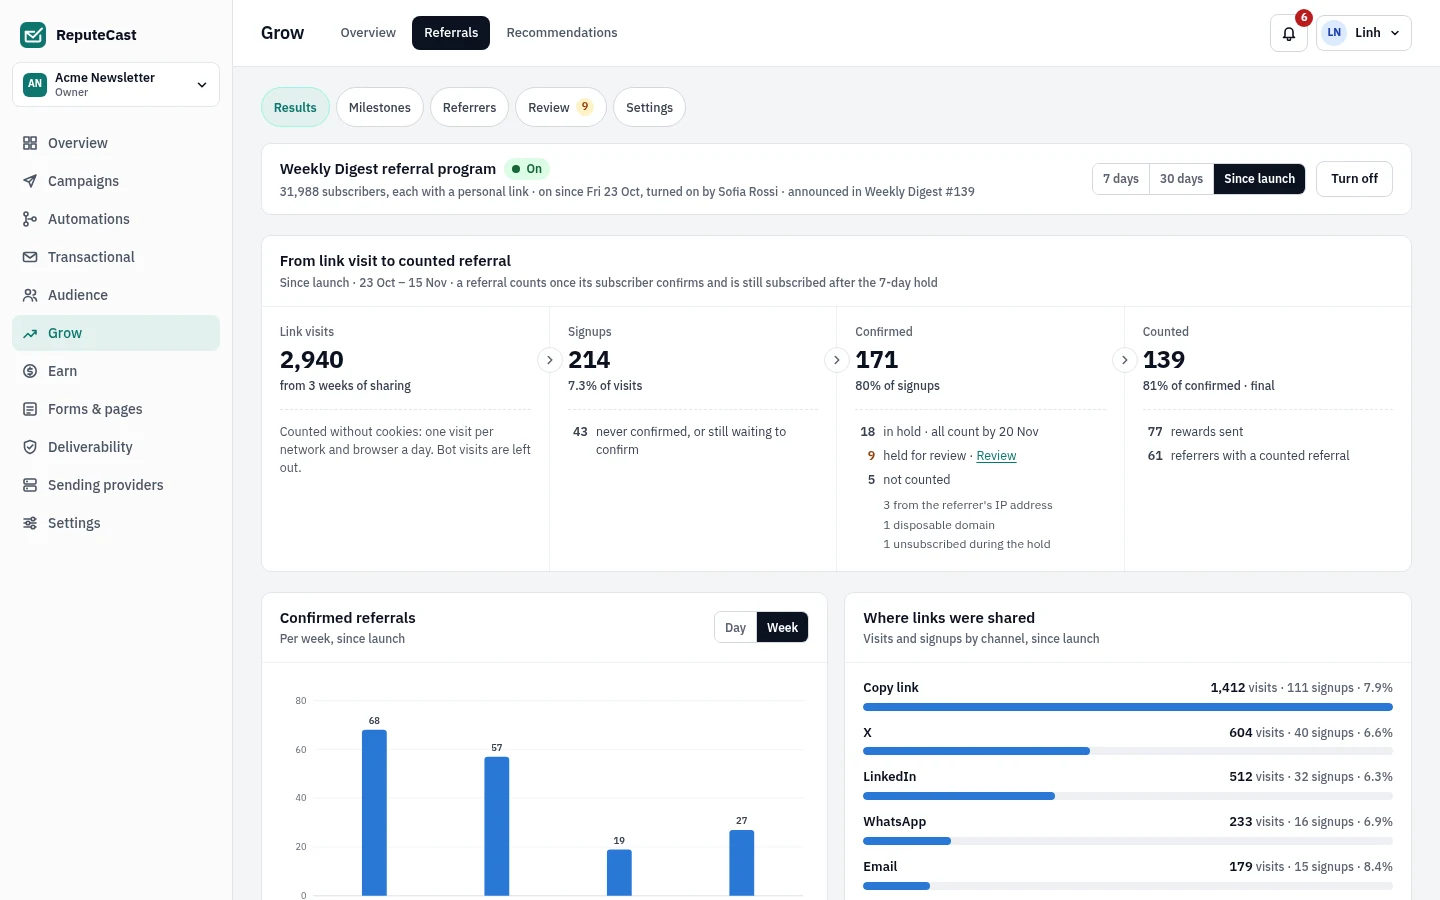 ReputeCast
AN
Acme Newsletter
Owner
Overview
Campaigns
Automations
Transactional
Audience
Grow
Earn
Forms & pages
Deliverability
Sending providers
Settings
Grow
Overview
Referrals
Recommendations
6
LN
Linh
Results
Milestones
Referrers
Review 9
Settings
Weekly Digest referral program
On
31,988 subscribers, each with a personal link · on since Fri 23 Oct, turned on by Sofia Rossi · announced in Weekly Digest #139
7 days
30 days
Since launch
Turn off
From link visit to counted referral
Since launch · 23 Oct – 15 Nov · a referral counts once its subscriber confirms and is still subscribed after the 7-day hold
Link visits
2,940
from 3 weeks of sharing
Counted without cookies: one visit per
network and browser a day. Bot visits are left
out.
Signups
214
7.3% of visits
43 never confirmed, or still waiting to
confirm
Confirmed
171
80% of signups
18 in hold · all count by 20 Nov
9 held for review · Review
5 not counted
3 from the referrer's IP address
1 disposable domain
1 unsubscribed during the hold
Counted
139
81% of confirmed · final
77 rewards sent
61 referrers with a counted referral
Confirmed referrals
Per week, since launch
Day
Week
80
60
40
20
0
68
57
19
27
Where links were shared
Visits and signups by channel, since launch
Copy link
1,412 visits · 111 signups · 7.9%
X
604 visits · 40 signups · 6.6%
LinkedIn
512 visits · 32 signups · 6.3%
WhatsApp
233 visits · 16 signups · 6.9%
Email
179 visits · 15 signups · 8.4%